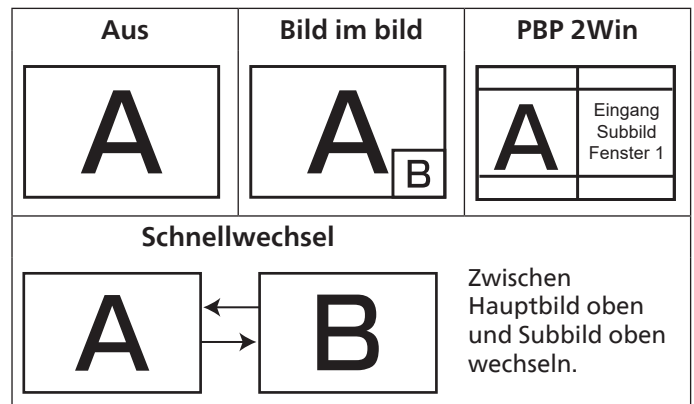 Aus
Bild im bild
PBP 2Win
A
A
B
A
Eingang
Subbild
Fenster 1
Schnellwechsel
A
B
Zwischen
Hauptbild oben
und Subbild oben
wechseln.